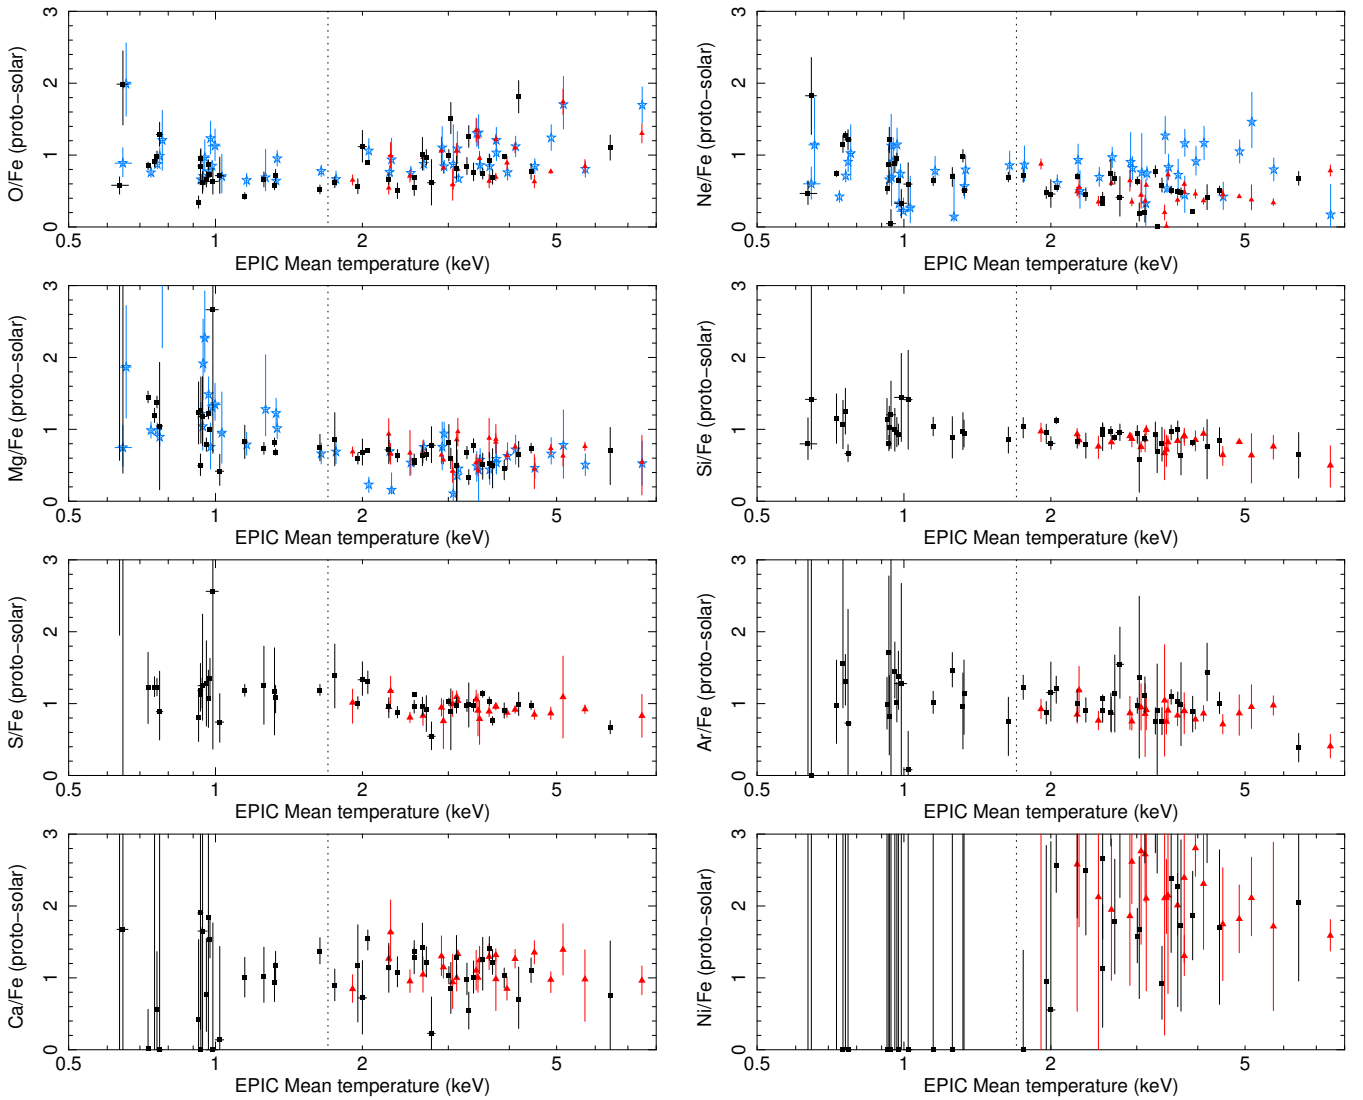 O/Fe (proto−solar)
0 1 2 3
0.5 1 2 5
EPIC Mean temperature (keV)
Ne/Fe (proto−solar)
0 1 2 3
0.5 1 2 5
EPIC Mean temperature (keV)
Mg/Fe (proto−solar)
0 1 2 3
0.5 1 2 5
EPIC Mean temperature (keV)
Si/Fe (proto−solar)
0 1 2 3
0.5 1 2 5
EPIC Mean temperature (keV)
S/Fe (proto−solar)
0 1 2 3
0.5 1 2 5
EPIC Mean temperature (keV)
Ar/Fe (proto−solar)
0 1 2 3
0.5 1 2 5
EPIC Mean temperature (keV)
Ca/Fe (proto−solar)
0 1 2 3
0.5 1 2 5
EPIC Mean temperature (keV)
Ni/Fe (proto−solar)
0 1 2 3
0.5 1 2 5
EPIC Mean temperature (keV)